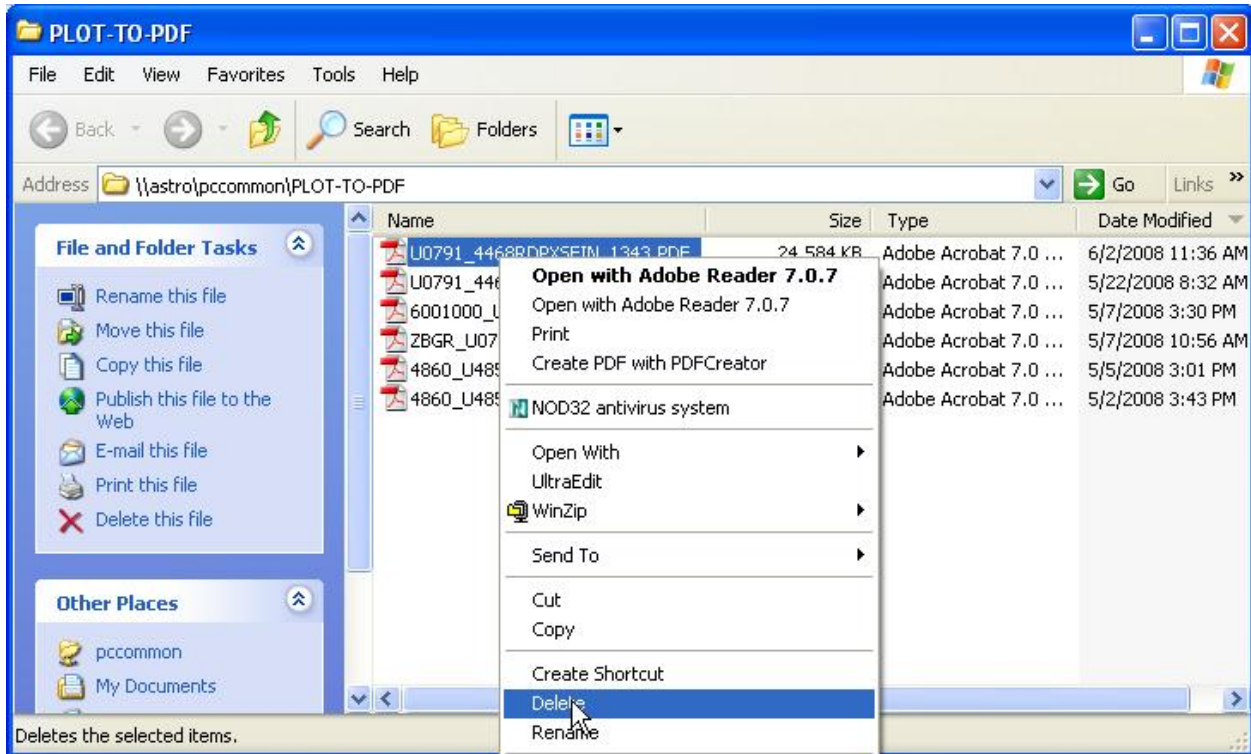 PLOT-TO-PDF
File Edit View Favorites Tools Help
Back Search Folders
Address \\astro\pccommon\PLOT-TO-PDF Go Links »
Name Size Type Date Modified
File and Folder Tasks
Rename this file
Move this file
Copy this file
Publish this file to the
Web
E-mail this file
Print this file
Delete this file
Other Places
pccommon
My Documents
U0791_4468RDPXSEIN_1343.PDF 24,584 KB Adobe Acrobat 7.0 ... 6/2/2008 11:36 AM
U0791_446 Adobe Acrobat 7.0 ... 5/22/2008 8:32 AM
6001000_U Adobe Acrobat 7.0 ... 5/7/2008 3:30 PM
ZBGR_U07 Adobe Acrobat 7.0 ... 5/7/2008 10:56 AM
4860_U485 Adobe Acrobat 7.0 ... 5/5/2008 3:01 PM
4860_U485 Adobe Acrobat 7.0 ... 5/2/2008 3:43 PM
Open with Adobe Reader 7.0.7
Open with Adobe Reader 7.0.7
Print
Create PDF with PDFCreator
NOD32 antivirus system
Open With
UltraEdit
WinZip
Send To
Cut
Copy
Create Shortcut
Delete
Rename
Deletes the selected items.